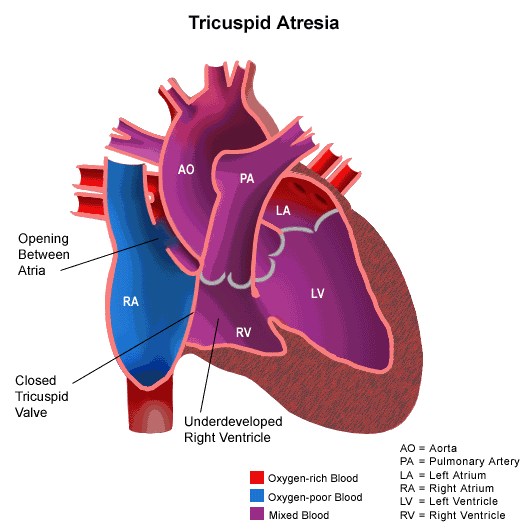 Tricuspid Atresia
AO
PA
LA
Opening
Between
Atria
RA
LV
RV
Closed
Tricuspid
Valve
Underdeveloped
Right Ventricle
Oxygen-rich Blood
Oxygen-poor Blood
Mixed Blood
AO = Aorta
PA = Pulmonary Artery
LA = Left Atrium
RA = Right Atrium
LV = Left Ventricle
RV = Right Ventricle